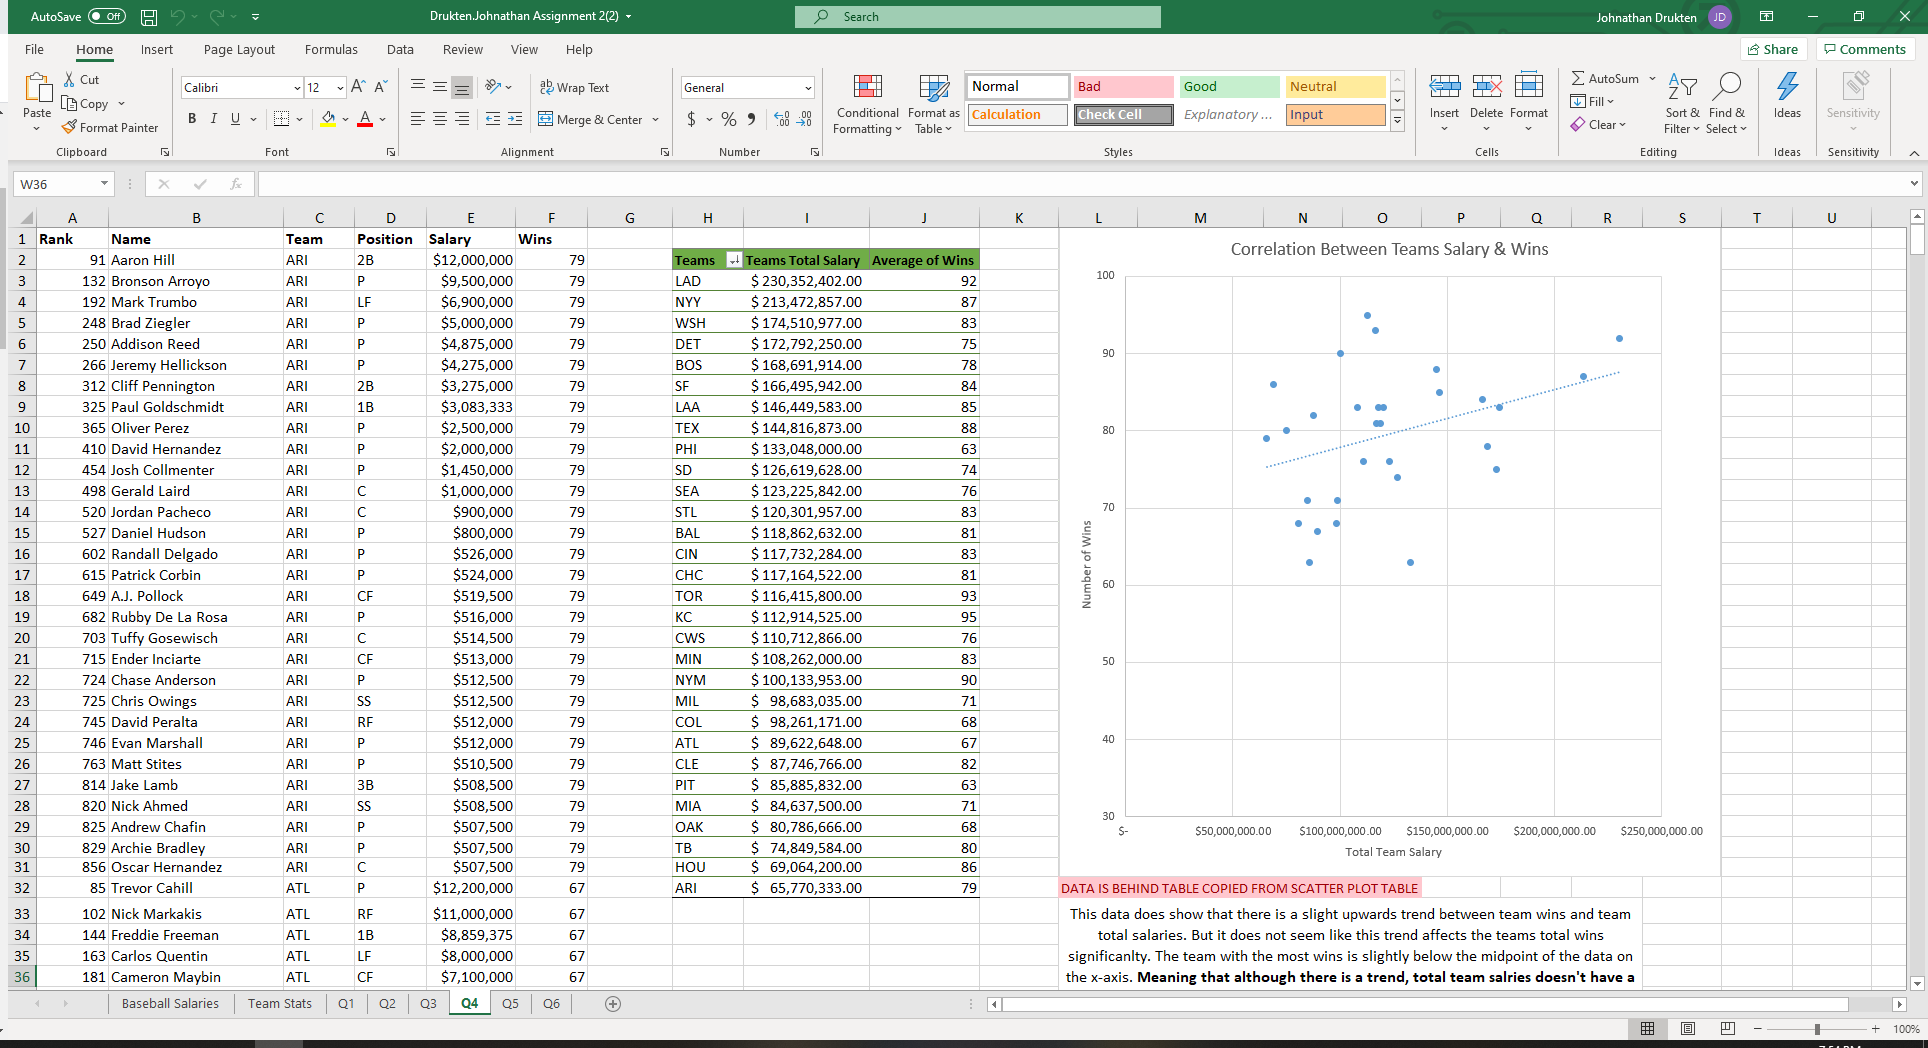 AutoSave Off Drukten.Johnathan Assignment 2(2) Search Johnathan Drukten JD
File Home Insert Page Layout Formulas Data Review View Help Share Comments
Paste Cut Copy Format Painter Clipboard
Calibri 12 A A B I U A Font
ab Wrap Text Merge & Center Alignment
General $ % Number
Conditional Formatting Format as Table Normal Bad Good Neutral Calculation Check Cell Explanatory ... Input Styles
Insert Delete Format Cells
AutoSum Fill Clear Sort & Filter Find & Select Editing
Ideas Ideas Sensitivity Sensitivity
W36 fx
A B C D E F G H I J K L M N O P Q R S T U
1 Rank Name Team Position Salary Wins
2 91 Aaron Hill ARI 2B $12,000,000 79 Teams Teams Total Salary Average of Wins
3 132 Bronson Arroyo ARI P $9,500,000 79 LAD $ 230,352,402.00 92
4 192 Mark Trumbo ARI LF $6,900,000 79 NYY $ 213,472,857.00 87
5 248 Brad Ziegler ARI P $5,000,000 79 WSH $ 174,510,977.00 83
6 250 Addison Reed ARI P $4,875,000 79 DET $ 172,792,250.00 75
7 266 Jeremy Hellickson ARI P $4,275,000 79 BOS $ 168,691,914.00 78
8 312 Cliff Pennington ARI 2B $3,275,000 79 SF $ 166,495,942.00 84
9 325 Paul Goldschmidt ARI 1B $3,083,333 79 LAA $ 146,449,583.00 85
10 365 Oliver Perez ARI P $2,500,000 79 TEX $ 144,816,873.00 88
11 410 David Hernandez ARI P $2,000,000 79 PHI $ 133,048,000.00 63
12 454 Josh Collmenter ARI P $1,450,000 79 SD $ 126,619,628.00 74
13 498 Gerald Laird ARI C $1,000,000 79 SEA $ 123,225,842.00 76
14 520 Jordan Pacheco ARI C $900,000 79 STL $ 120,301,957.00 83
15 527 Daniel Hudson ARI P $800,000 79 BAL $ 118,862,632.00 81
16 602 Randall Delgado ARI P $526,000 79 CIN $ 117,732,284.00 83
17 615 Patrick Corbin ARI P $524,000 79 CHC $ 117,164,522.00 81
18 649 A.J. Pollock ARI CF $519,500 79 TOR $ 116,415,800.00 93
19 682 Rubby De La Rosa ARI P $516,000 79 KC $ 112,914,525.00 95
20 703 Tuffy Gosewisch ARI C $514,500 79 CWS $ 110,712,866.00 76
21 715 Ender Inciarte ARI CF $513,000 79 MIN $ 108,262,000.00 83
22 724 Chase Anderson ARI P $512,500 79 NYM $ 100,133,953.00 90
23 725 Chris Owings ARI SS $512,500 79 MIL $ 98,683,035.00 71
24 745 David Peralta ARI RF $512,000 79 COL $ 98,261,171.00 68
25 746 Evan Marshall ARI P $512,000 79 ATL $ 89,622,648.00 67
26 763 Matt Stites ARI P $510,500 79 CLE $ 87,746,766.00 82
27 814 Jake Lamb ARI 3B $508,500 79 PIT $ 85,885,832.00 63
28 820 Nick Ahmed ARI SS $508,500 79 MIA $ 84,637,500.00 71
29 825 Andrew Chafin ARI P $507,500 79 OAK $ 80,786,666.00 68
30 829 Archie Bradley ARI P $507,500 79 TB $ 74,849,584.00 80
31 856 Oscar Hernandez ARI C $507,500 79 HOU $ 69,064,200.00 86
32 85 Trevor Cahill ATL P $12,200,000 67 ARI $ 65,770,333.00 79
33 102 Nick Markakis ATL RF $11,000,000 67
34 144 Freddie Freeman ATL 1B $8,859,375 67
35 163 Carlos Quentin ATL LF $8,000,000 67
36 181 Cameron Maybin ATL CF $7,100,000 67
Correlation Between Teams Salary & Wins
100
90
80
70
60
50
40
30
Number of Wins
$- $50,000,000.00 $100,000,000.00 $150,000,000.00 $200,000,000.00 $250,000,000.00
Total Team Salary
DATA IS BEHIND TABLE COPIED FROM SCATTER PLOT TABLE
This data does show that there is a slight upwards trend between team wins and team
total salaries. But it does not seem like this trend affects the teams total wins
significanlty. The team with the most wins is slightly below the midpoint of the data on
the x-axis. Meaning that although there is a trend, total team salries doesn't have a
Baseball Salaries Team Stats Q1 Q2 Q3 Q4 Q5 Q6
100%